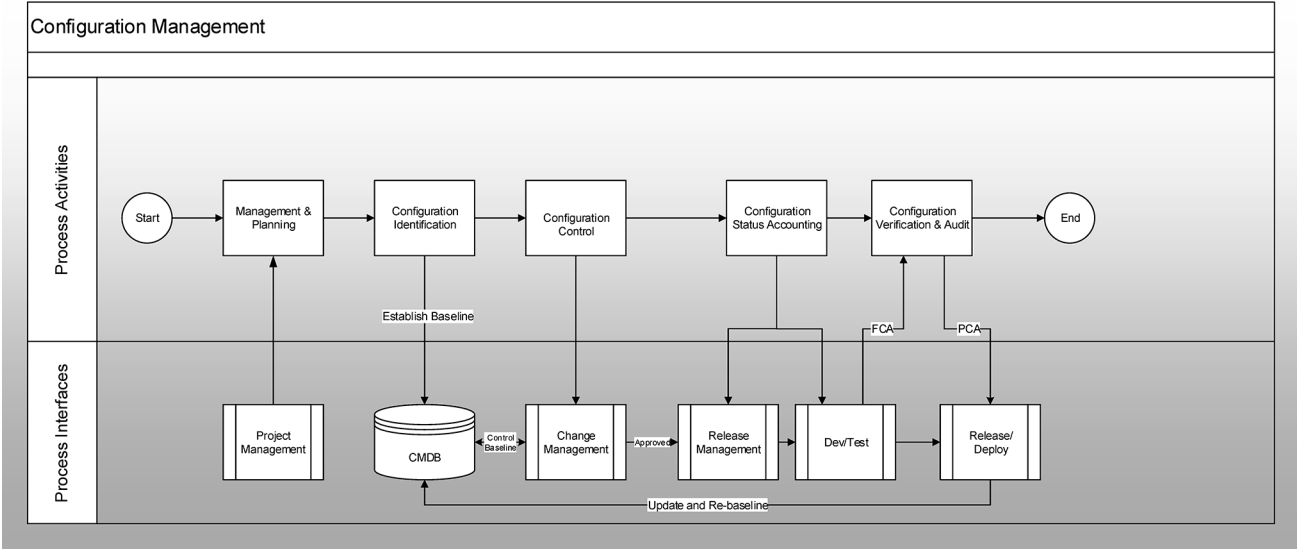 Configuration Management
Process Activities
Start
Management &
Planning
Configuration
Identification
Configuration
Control
Configuration
Status Accounting
Configuration
Verification & Audit
End
Establish Baseline
FCA
PCA
Process Interfaces
Project
Management
CMDB
Control
Baseline
Change
Management
Approved
Release
Management
Dev/Test
Release/
Deploy
Update and Re-baseline